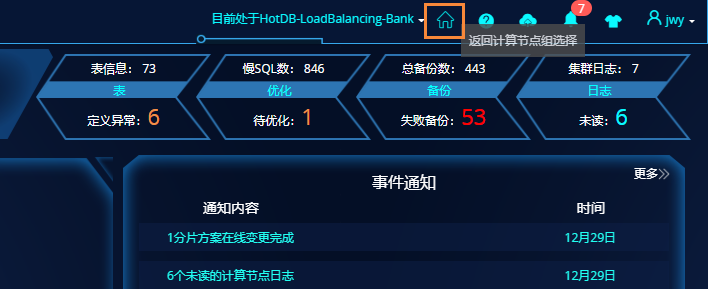 目前处于HotDB-LoadBalancing-Bank
7
jwy
返回计算节点组选择
表信息：73
慢SQL数：846
总备份数：443
集群日志：7
表
优化
备份
日志
定义异常：6
待优化：1
失败备份：53
未读：6
更多
事件通知
通知内容 时间
1分片方案在线变更完成 12月29日
6个未读的计算节点日志 12月29日